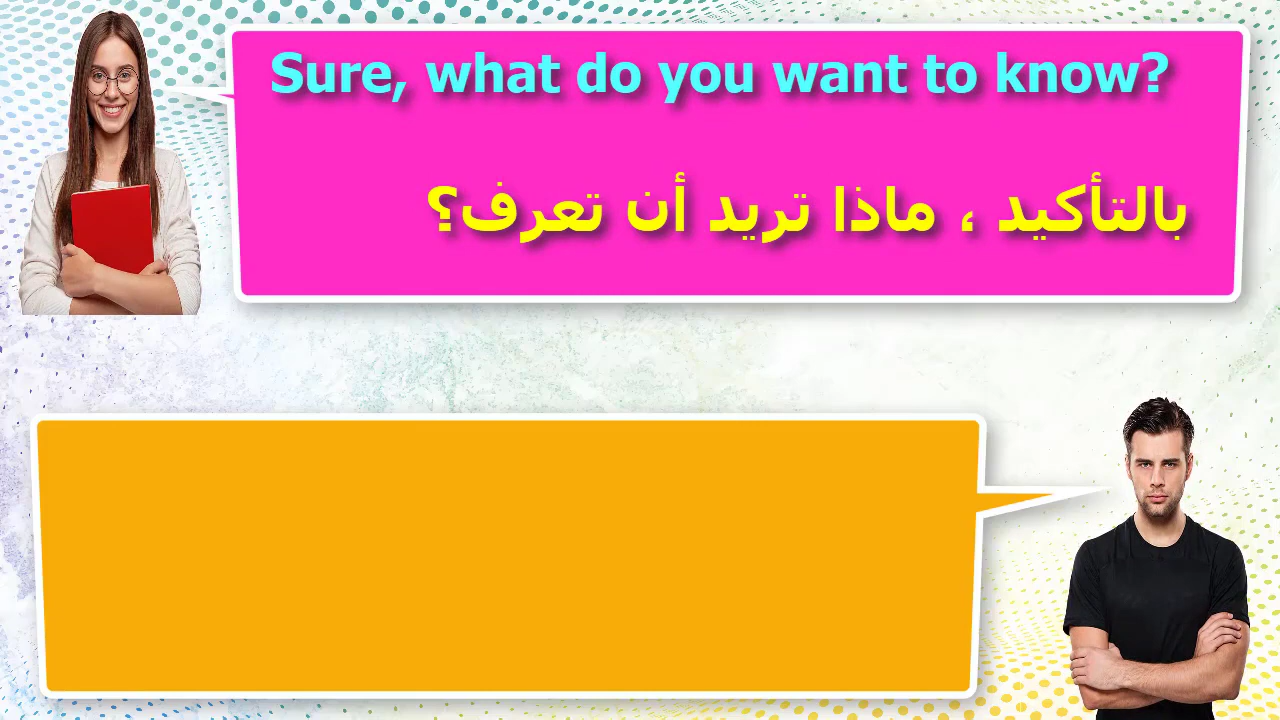 Sure, what do you want to know?
بالتأكيد ، ماذا تريد أن تعرف؟